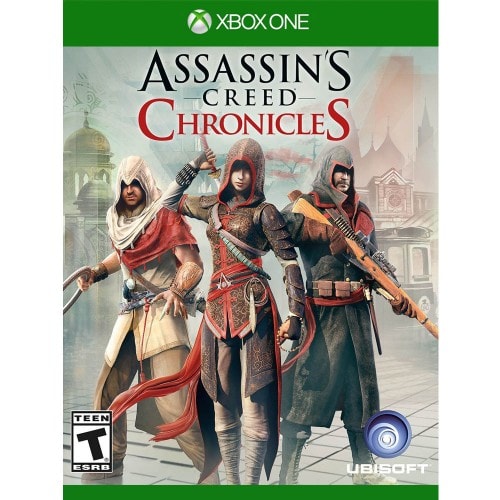 XBOX ONE
ASSASSIN'S
CREED
CHRONICLES
TEEN
T
ESRB
UBISOFT